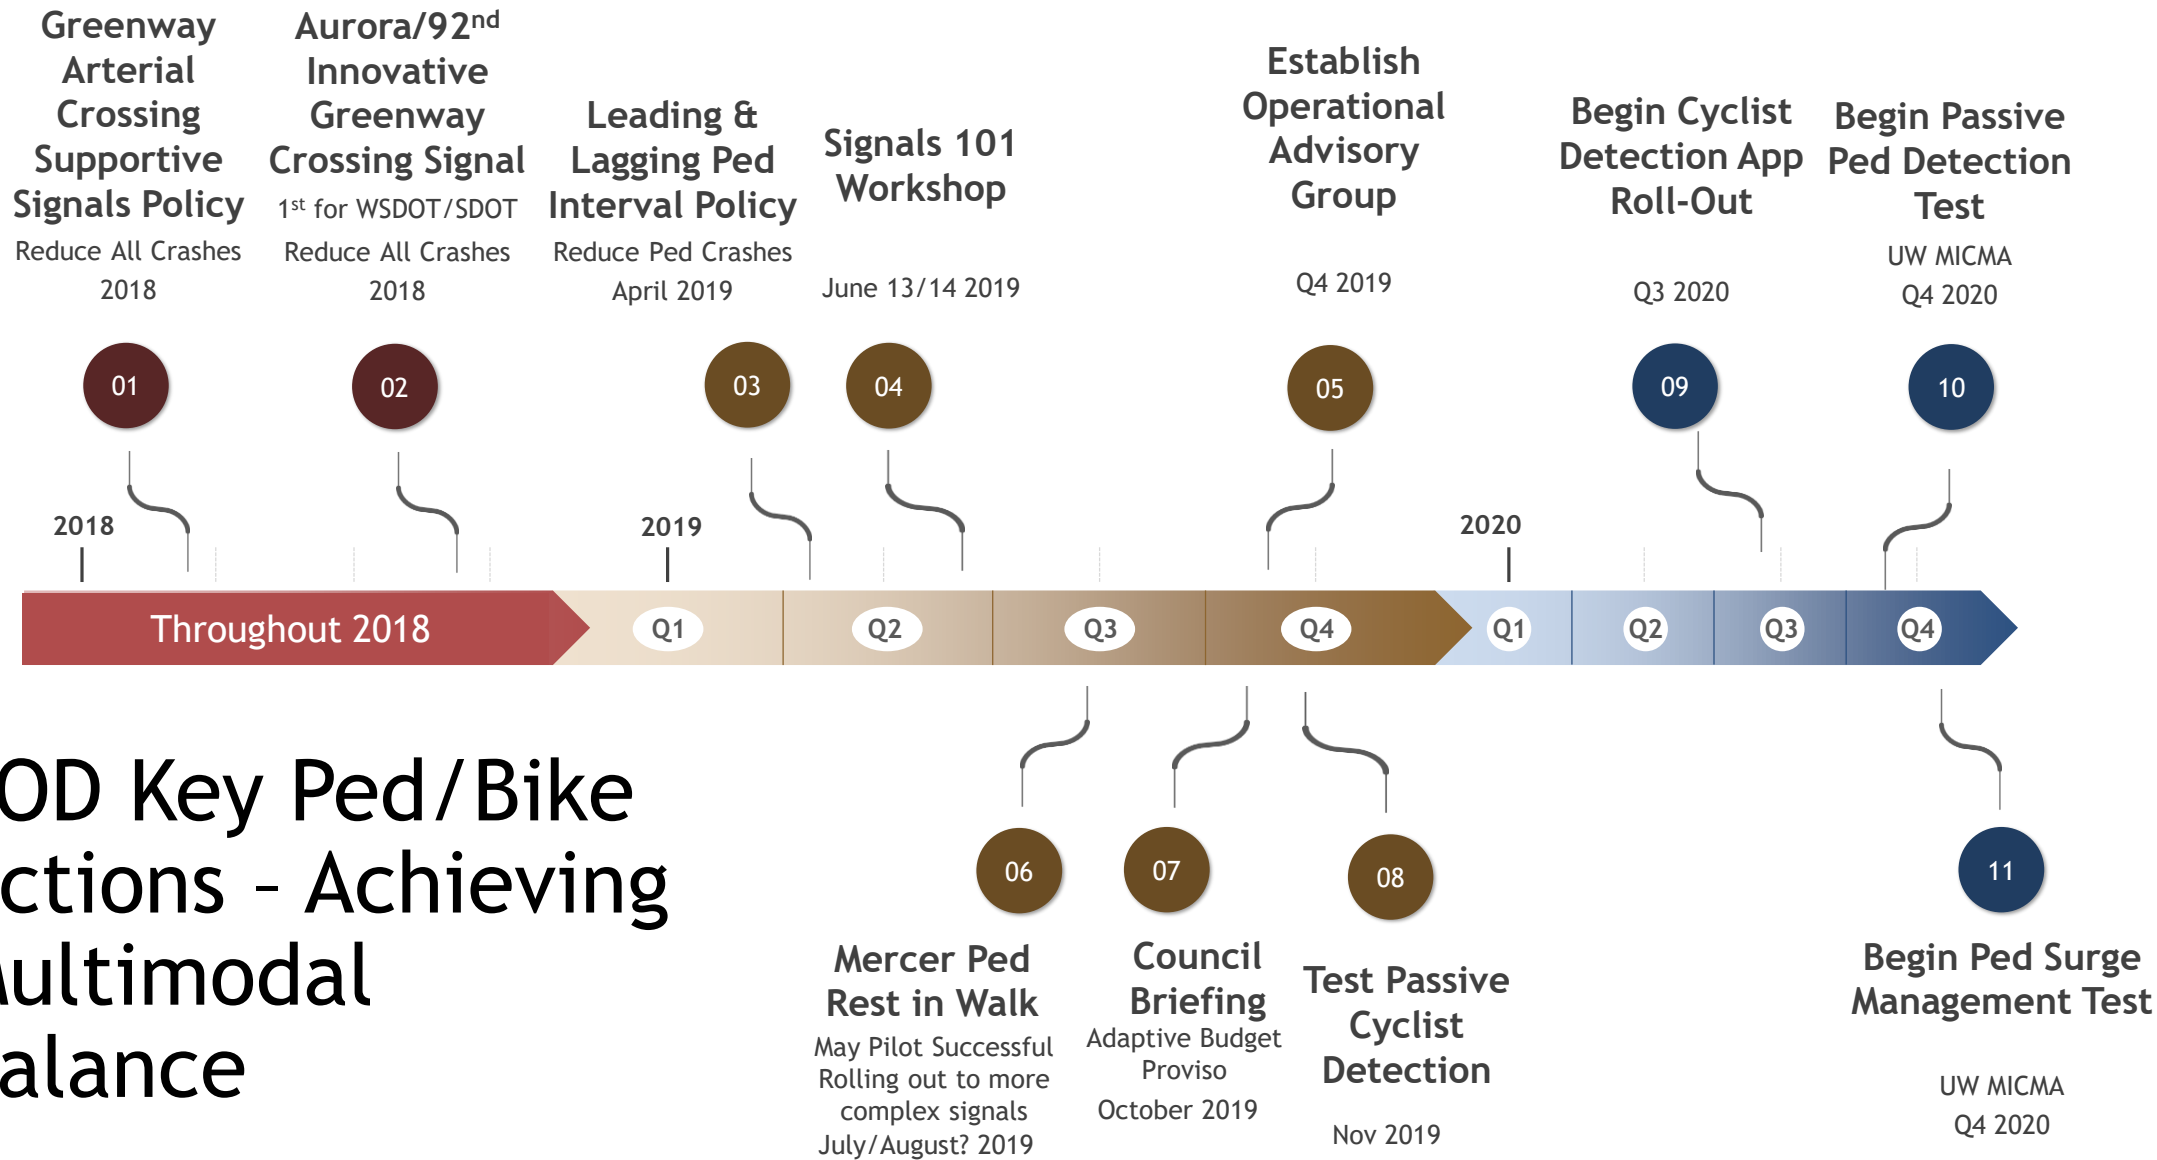 Greenway
Arterial
Crossing
Supportive
Signals Policy
Reduce All Crashes
2018
Aurora/92nd
Innovative
Greenway
Crossing Signal
1st for WSDOT/SDOT
Reduce All Crashes
2018
Leading &
Lagging Ped
Interval Policy
Reduce Ped Crashes
April 2019
Signals 101
Workshop
June 13/14 2019
Establish
Operational
Advisory
Group
Q4 2019
Begin Cyclist
Detection App
Roll-Out
Q3 2020
Begin Passive
Ped Detection
Test
UW MICMA
Q4 2020
01
02
03
04
05
09
10
2018
2019
2020
Throughout 2018
Q1
Q2
Q3
Q4
Q1
Q2
Q3
Q4
OD Key Ped/Bike
ctions – Achieving
ultimodal
alance
06
07
08
11
Mercer Ped
Rest in Walk
May Pilot Successful
Rolling out to more
complex signals
July/August? 2019
Council
Briefing
Adaptive Budget
Proviso
October 2019
Test Passive
Cyclist
Detection
Nov 2019
Begin Ped Surge
Management Test
UW MICMA
Q4 2020